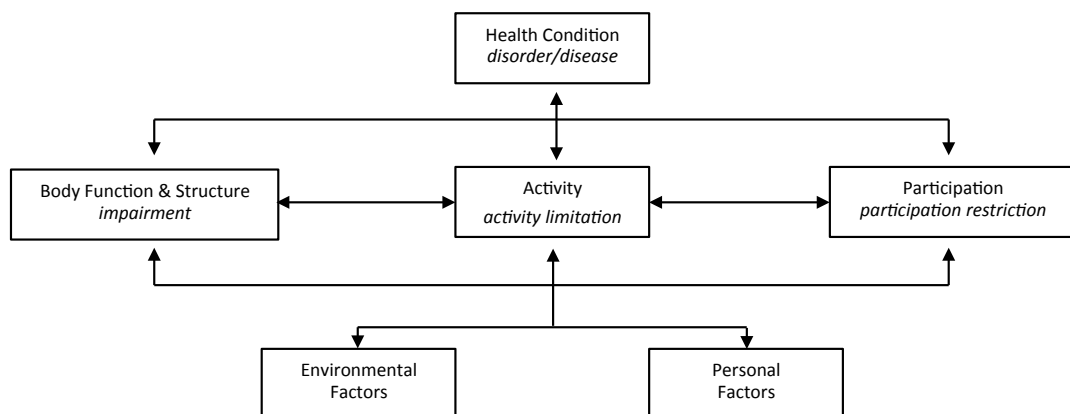 Health Condition
disorder/disease
Body Function & Structure
impairment
Activity
activity limitation
Participation
participation restriction
Environmental
Factors
Personal
Factors